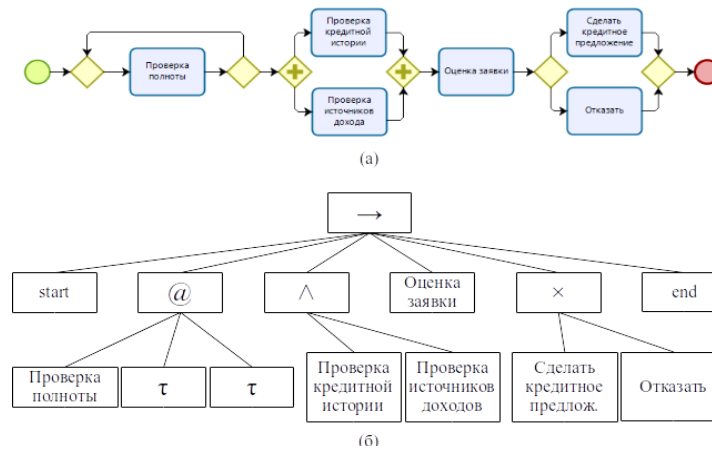 Проверка
кредитной
истории
Сделать
кредитное
предложение
Проверка
полноты
Оценка заявки
Проверка
источников
дохода
Отказать
(а)
→
start
@
∧
Оценка
заявки
×
end
Проверка
полноты
τ
τ
Проверка
кредитной
истории
Проверка
источников
доходов
Сделать
кредитное
предлож.
Отказать
(б)